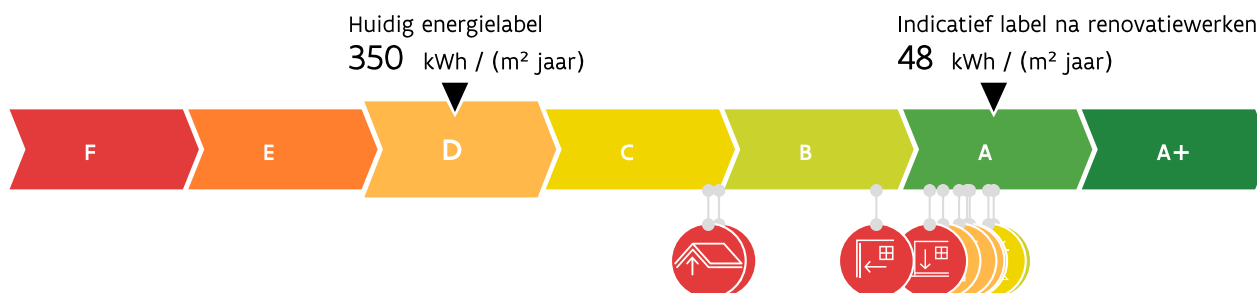 Huidig energielabel
350 kWh / (m² jaar)
Indicatief label na renovatiewerken
48 kWh / (m² jaar)
F E D C B A A+